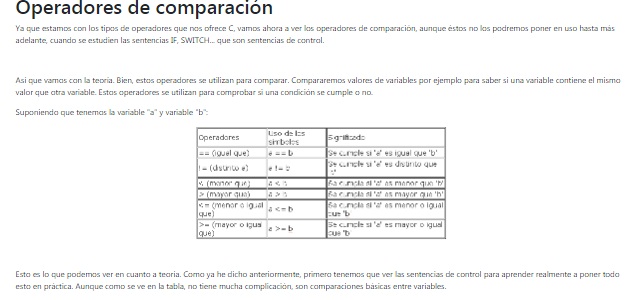 Operadores de comparación
Ya que estamos con los tipos de operadores que nos ofrece C, vamos ahora a ver los operadores de comparación, aunque éstos no los podremos poner en uso hasta más
adelante, cuando se estudien las sentencias IF, SWITCH... que son sentencias de control.
Así que vamos con la teoría. Bien, estos operadores se utilizan para comparar. Compararemos valores de variables por ejemplo para saber si una variable contiene el mismo
valor que otra variable. Estos operadores se utilizan para comprobar si una condición se cumple o no.
Suponiendo que tenemos la variable "a" y variable "b":
Operadores Uso de los símbolos Significado
== (igual que) a == b Se cumple si 'a' es igual que 'b'
!= (distinto a) a != b Se cumple si 'a' es distinto que
< (menor que) a < b Se cumple si 'a' es menor que 'b'
> (mayor que) a > b Se cumple si 'a' es mayor que 'b'
<= (menor o igual que) a <= b Se cumple si 'a' es menor o igual que 'b
>= (mayor o igual que) a >= b Se cumple si 'a' es mayor o igual que 'b
Esto es lo que podemos ver en cuanto a teoría. Como ya he dicho anteriormente, primero tenemos que ver las sentencias de control para aprender realmente a poner todo
esto en práctica. Aunque como se ve en la tabla, no tiene mucha complicación, son comparaciones básicas entre variables.